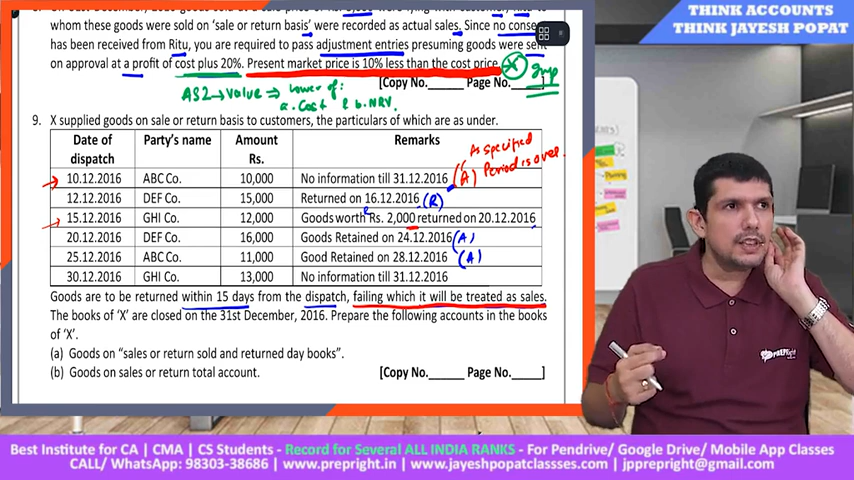 THINK ACCOUNTS
THINK JAYESH POPAT
whom these goods were sold on 'sale or return basis' were recorded as actual sales. Since no conse
has been received from Ritu, you are required to pass adjustment entries presuming goods were sent
on approval at a profit of cost plus 20%. Present market price is 10% less than the cost price.
Imp
[Copy No.______ Page No._____]
AS2 → Value ⇒ Lower of:
a. Cost & b. NRV.
9. X supplied goods on sale or return basis to customers, the particulars of which are as under.
As specified
Period is over.
Date of dispatch Party's name Amount Rs. Remarks
10.12.2016 ABC Co. 10,000 No information till 31.12.2016 (A)
12.12.2016 DEF Co. 15,000 Returned on 16.12.2016 (R)
15.12.2016 GHI Co. 12,000 Goods worth Rs. 2,000 returned on 20.12.2016
20.12.2016 DEF Co. 16,000 Goods Retained on 24.12.2016 (A)
25.12.2016 ABC Co. 11,000 Good Retained on 28.12.2016 (A)
30.12.2016 GHI Co. 13,000 No information till 31.12.2016
Goods are to be returned within 15 days from the dispatch, failing which it will be treated as sales.
The books of 'X' are closed on the 31st December, 2016. Prepare the following accounts in the books
of 'X'.
(a) Goods on "sales or return sold and returned day books".
(b) Goods on sales or return total account. [Copy No.______ Page No._____]
PREPRight
Best Institute for CA | CMA | CS Students - Record for Several ALL INDIA RANKS - For Pendrive/ Google Drive/ Mobile App Classes
CALL/ WhatsApp: 98303-38686 | www.prepright.in | www.jayeshpopatclassses.com | jpprepright@gmail.com